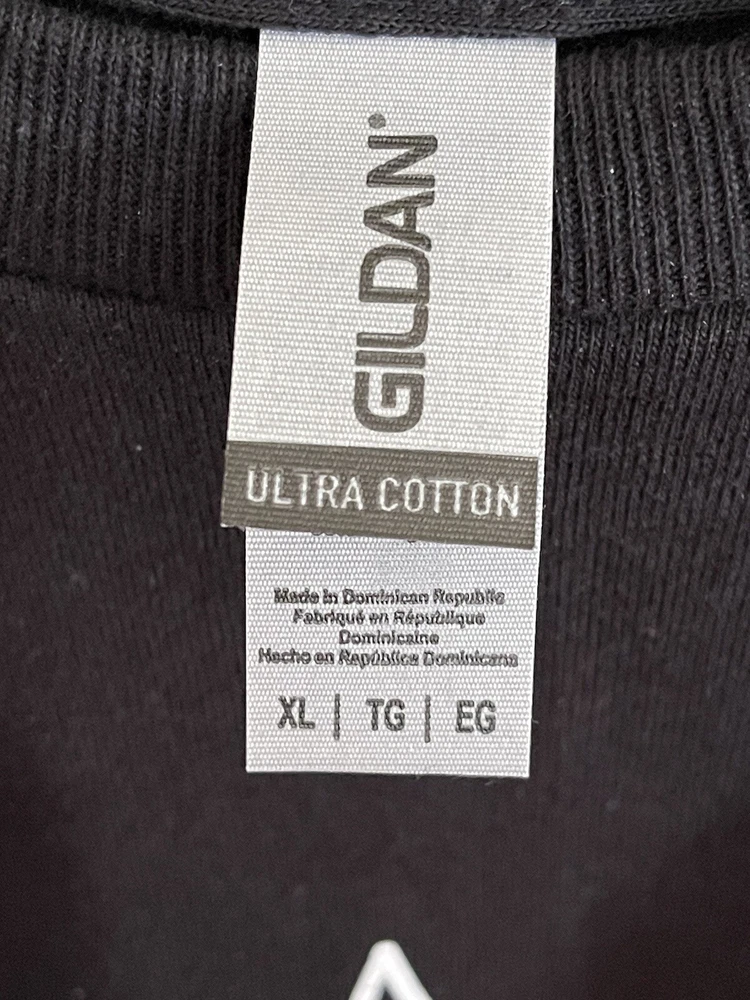 GILDAN
ULTRA COTTON
Made in Dominican Republic
Fabriqué en République
Dominicaine
Hecho en República Dominicana
XL | TG | EG